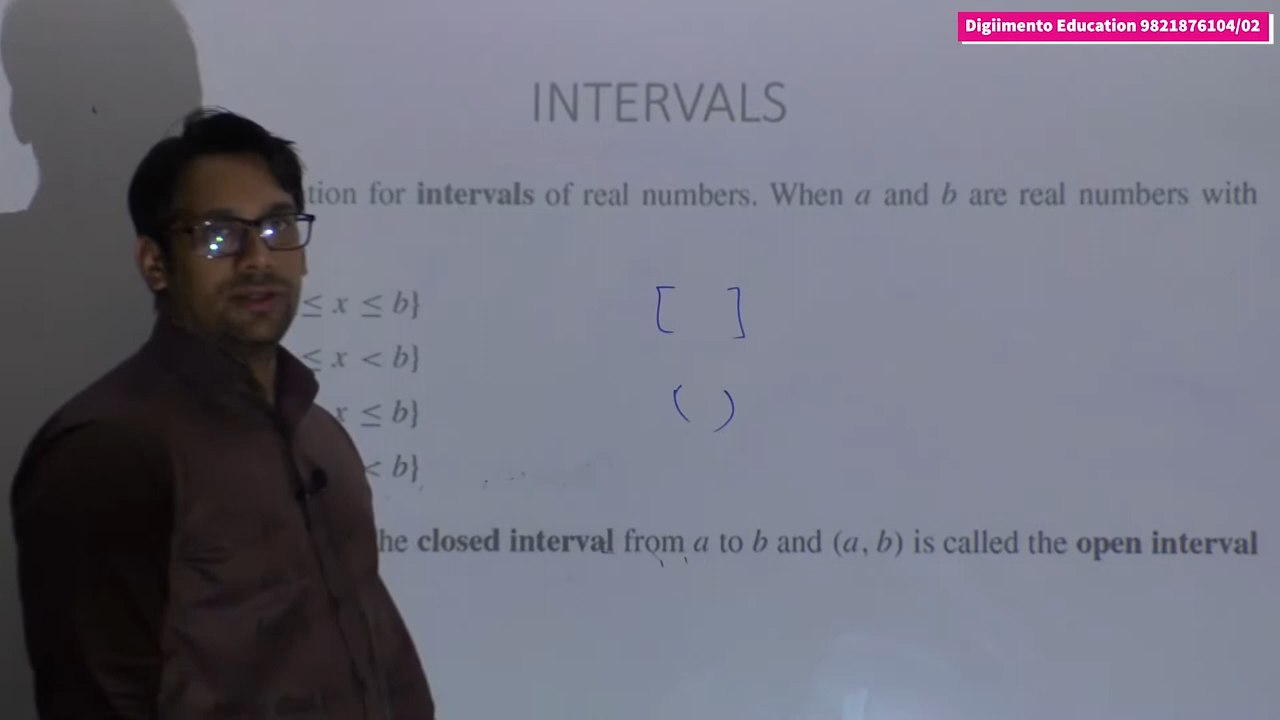 Digiimento Education 9821876104/02
INTERVALS
tion for intervals of real numbers. When a and b are real numbers with
≤ x ≤ b}
[ ]
≤ x < b}
x ≤ b}
( )
< b}
he closed interval from a to b and (a, b) is called the open interval